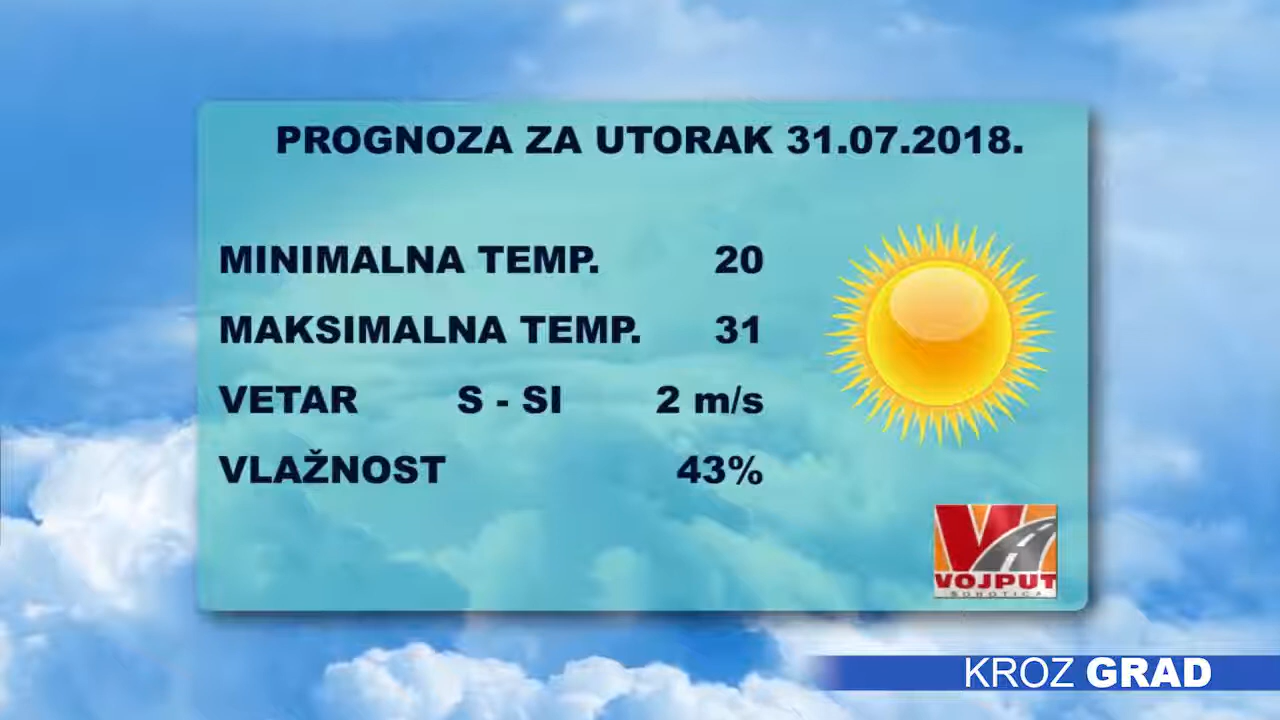 PROGNOZA ZA UTORAK 31.07.2018.
MINIMALNA TEMP. 20
MAKSIMALNA TEMP. 31
VETAR S - SI 2 m/s
VLAŽNOST 43%
VOJPUT
SUBOTICA
KROZ GRAD